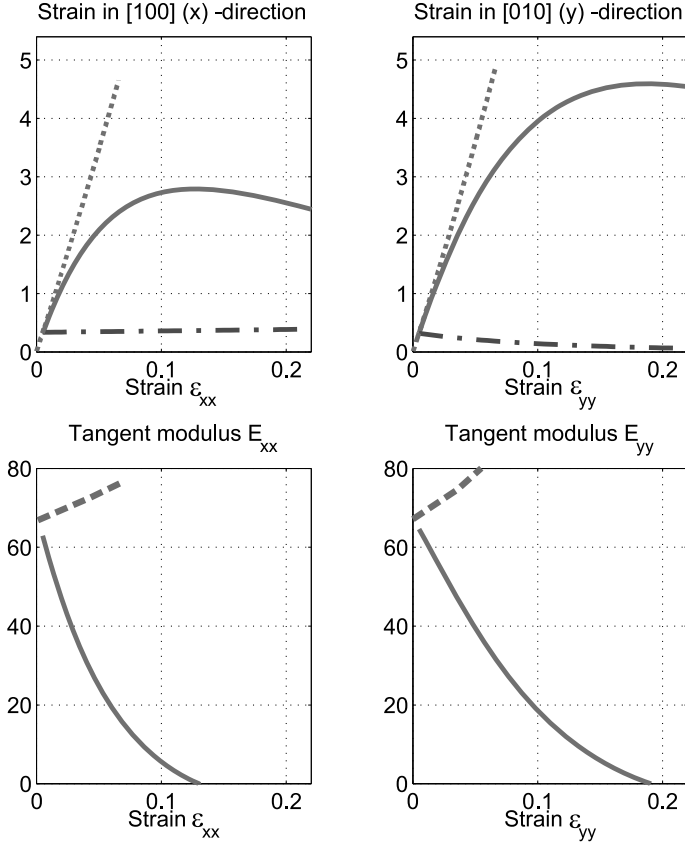 Strain in [100] (x) -direction
5
4
3
2
1
0
0 0.1 0.2
Strain ε_xx
Strain in [010] (y) -direction
5
4
3
2
1
0
0 0.1 0.2
Strain ε_yy
Tangent modulus E_xx
80
60
40
20
0
0 0.1 0.2
Strain ε_xx
Tangent modulus E_yy
80
60
40
20
0
0 0.1 0.2
Strain ε_yy